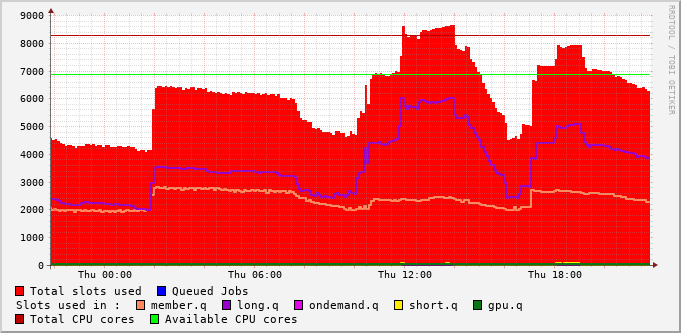 9000
8000
7000
6000
5000
4000
3000
2000
1000
0
Thu 00:00 Thu 06:00 Thu 12:00 Thu 18:00
RRDTOOL / TOBI OETIKER
Total slots used Queued Jobs
Slots used in : member.q long.q ondemand.q short.q gpu.q
Total CPU cores Available CPU cores